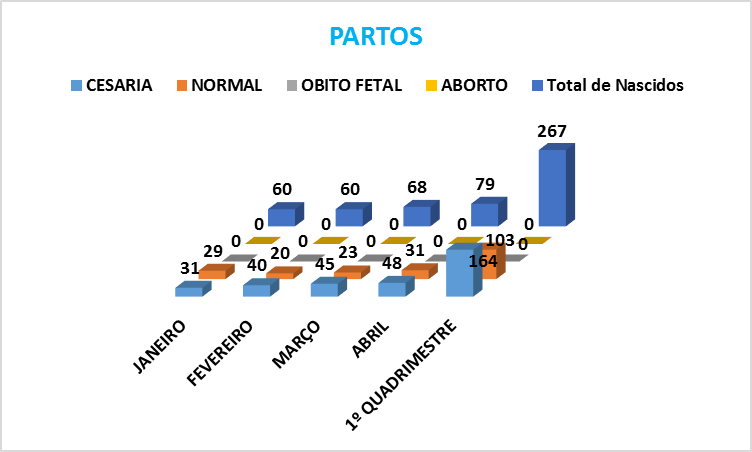 PARTOS
CESARIA NORMAL OBITO FETAL ABORTO Total de Nascidos
267
60 60 68 79
0 0 0 0 0
0 0 0 0 0
29 20 23 31 103
31 40 45 48 164
JANEIRO
FEVEREIRO
MARÇO
ABRIL
1º QUADRIMESTRE